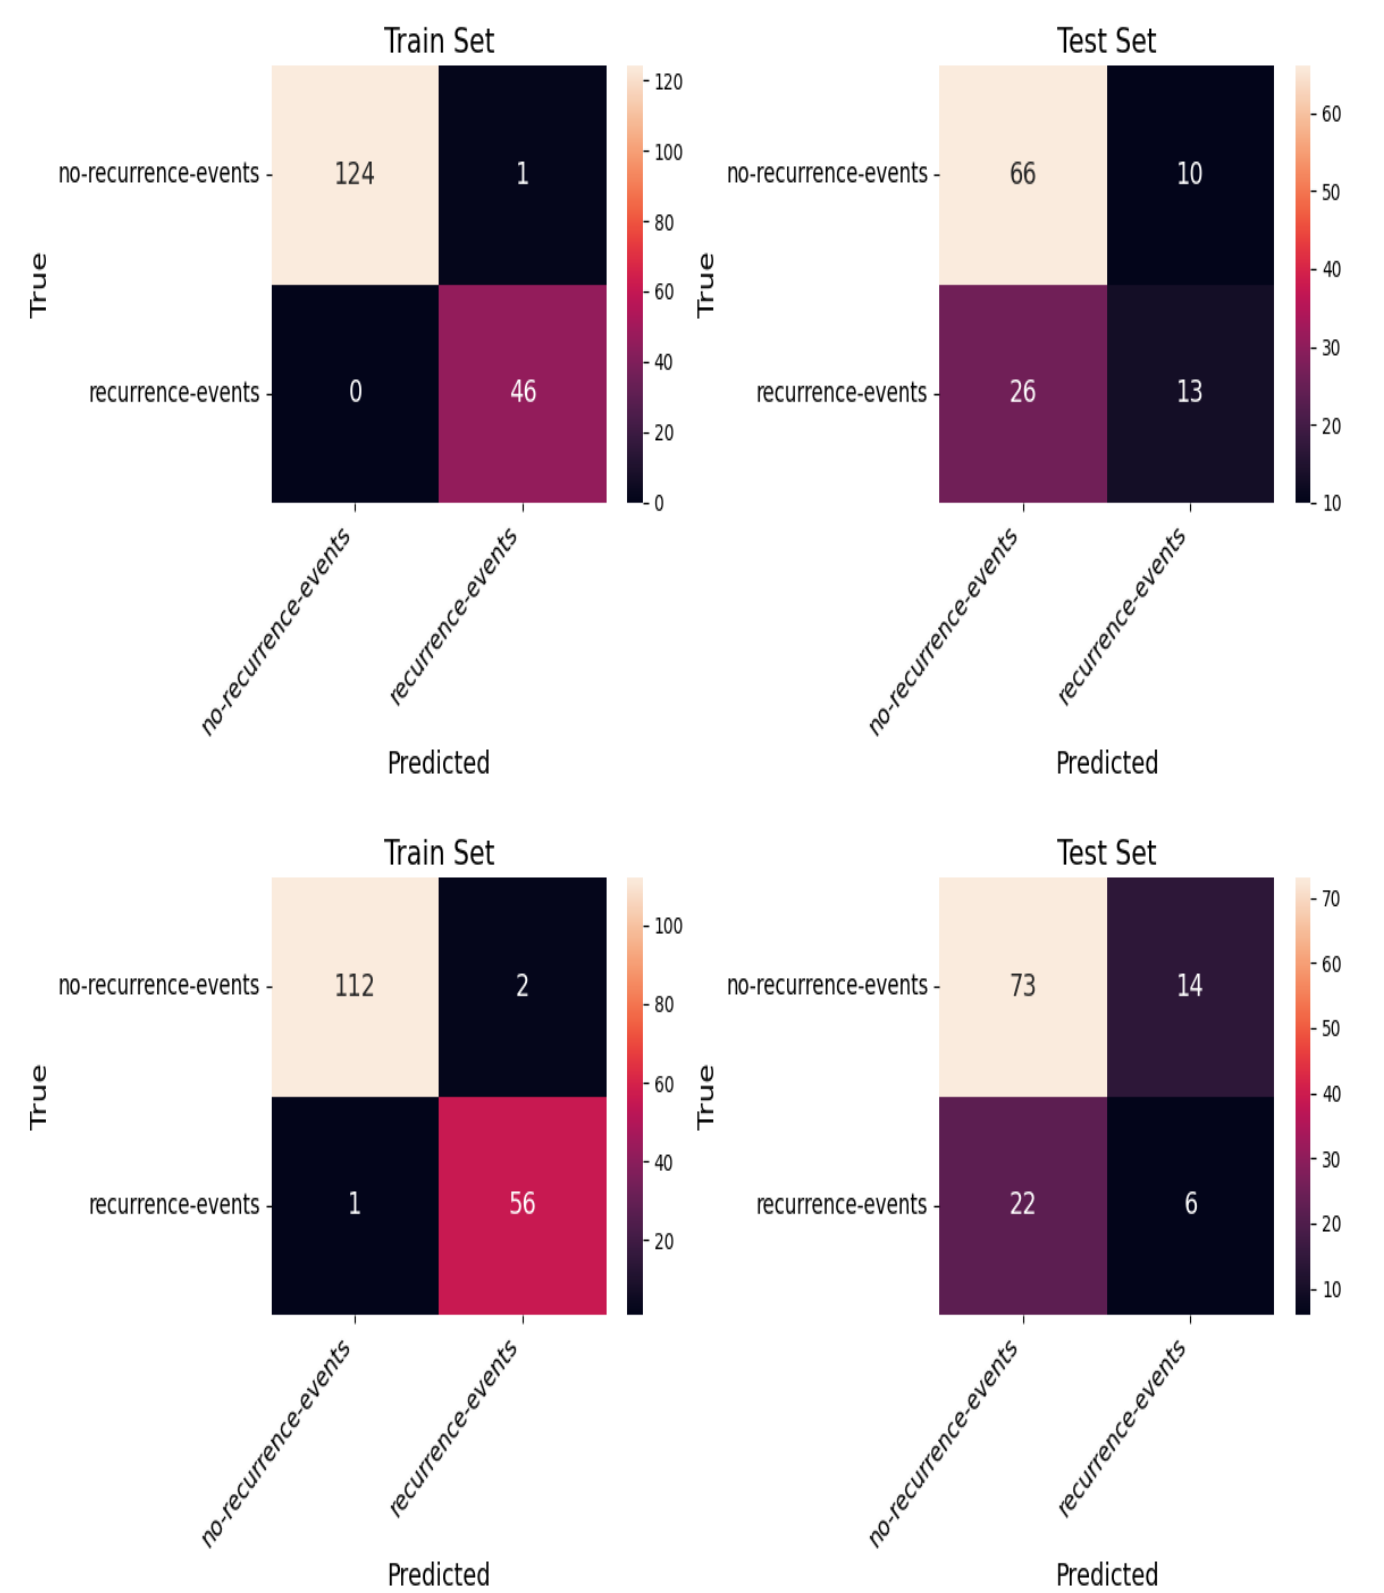 Train Set
no-recurrence-events
recurrence-events
True
124 1
0 46
120
100
80
60
40
20
0
no-recurrence-events
recurrence-events
Predicted
Test Set
no-recurrence-events
recurrence-events
True
66 10
26 13
60
50
40
30
20
10
no-recurrence-events
recurrence-events
Predicted
Train Set
no-recurrence-events
recurrence-events
True
112 2
1 56
100
80
60
40
20
no-recurrence-events
recurrence-events
Predicted
Test Set
no-recurrence-events
recurrence-events
True
73 14
22 6
70
60
50
40
30
20
10
no-recurrence-events
recurrence-events
Predicted